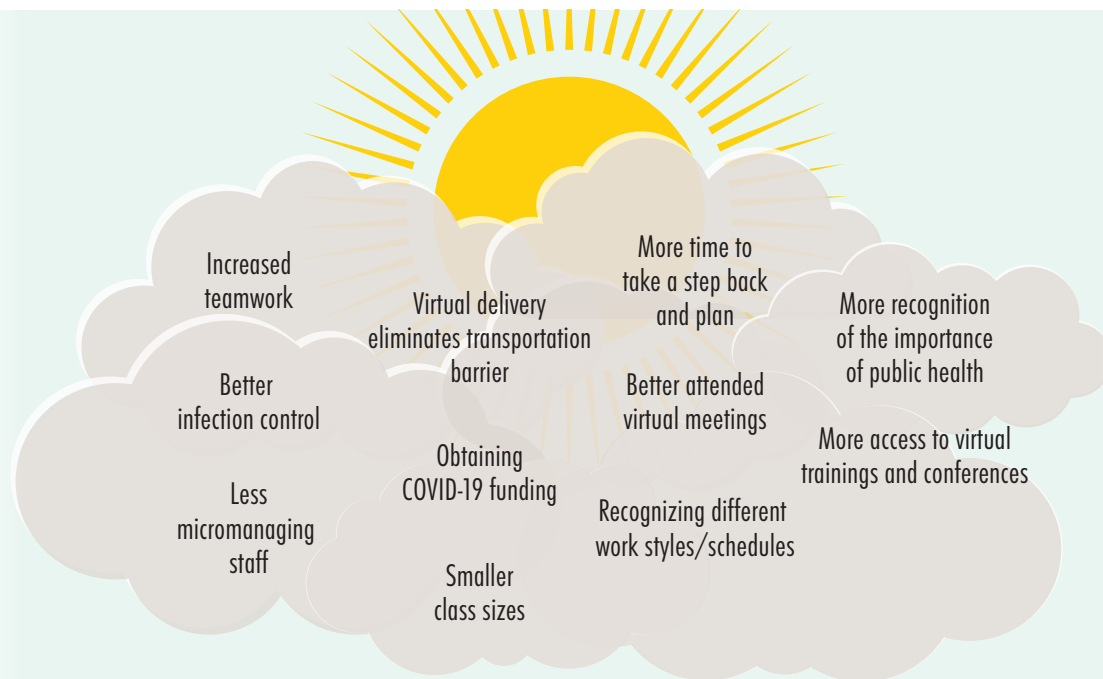 Increased
teamwork
Better
infection control
Less
micromanaging
staff
Virtual delivery
eliminates transportation
barrier
Obtaining
COVID-19 funding
Smaller
class sizes
More time to
take a step back
and plan
Better attended
virtual meetings
Recognizing different
work styles/schedules
More recognition
of the importance
of public health
More access to virtual
trainings and conferences